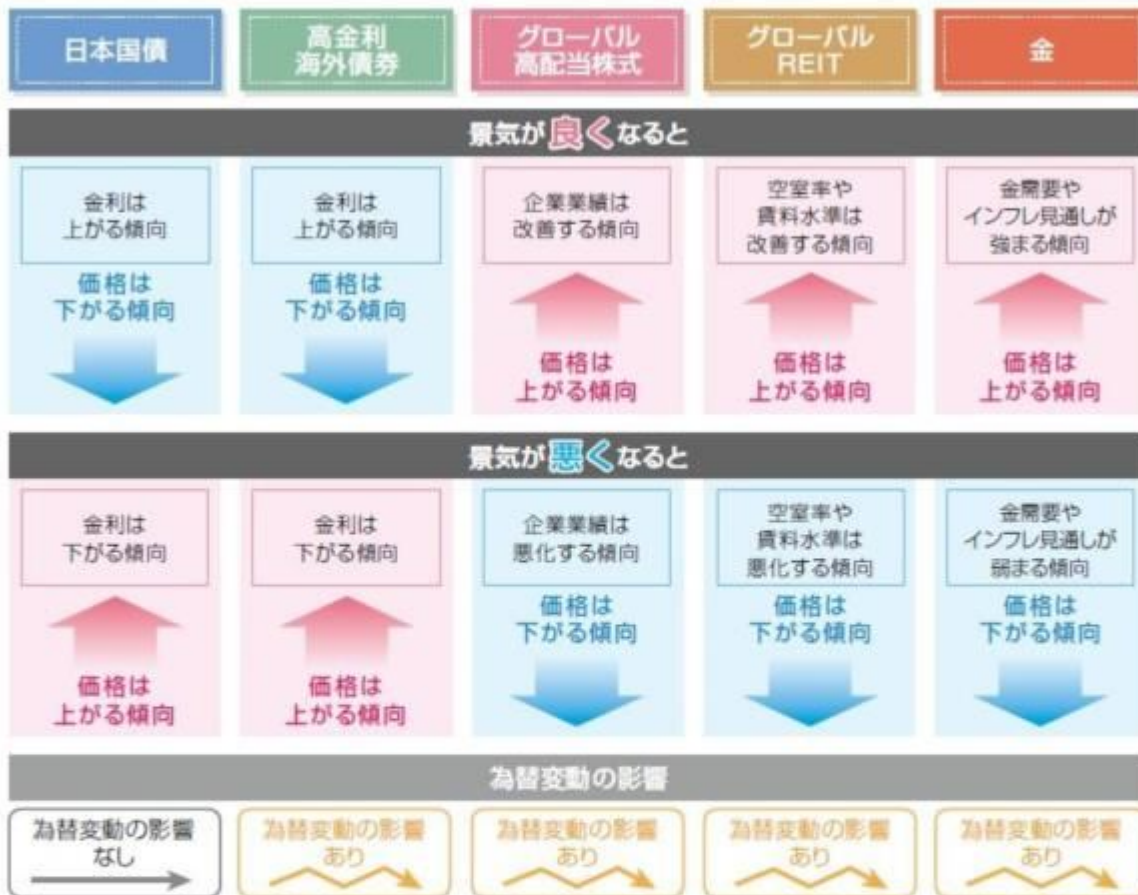 日本国債
高金利
海外債券
グローバル
高配当株式
グローバル
REIT
金
景気が良くなると
金利は
上がる傾向
価格は
下がる傾向
金利は
上がる傾向
価格は
下がる傾向
企業業績は
改善する傾向
価格は
上がる傾向
空室率や
賃料水準は
改善する傾向
価格は
上がる傾向
金需要や
インフレ見通しが
強まる傾向
価格は
上がる傾向
景気が悪くなると
金利は
下がる傾向
価格は
上がる傾向
金利は
下がる傾向
価格は
上がる傾向
企業業績は
悪化する傾向
価格は
下がる傾向
空室率や
賃料水準は
悪化する傾向
価格は
下がる傾向
金需要や
インフレ見通しが
弱まる傾向
価格は
下がる傾向
為替変動の影響
為替変動の影響
なし
為替変動の影響
あり
為替変動の影響
あり
為替変動の影響
あり
為替変動の影響
あり